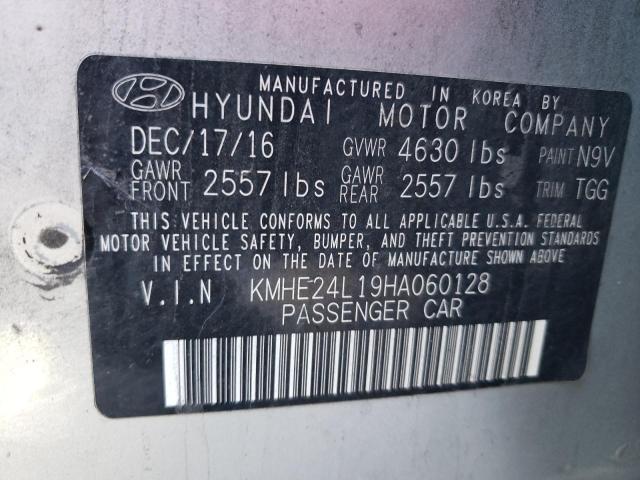 MANUFACTURED IN KOREA BY
HYUNDAI MOTOR COMPANY
DEC/17/16 GVWR 4630 lbs PAINT N9V
GAWR FRONT 2557 lbs GAWR REAR 2557 lbs TRIM TGG
THIS VEHICLE CONFORMS TO ALL APPLICABLE U.S.A. FEDERAL
MOTOR VEHICLE SAFETY, BUMPER, AND THEFT PREVENTION STANDARDS
IN EFFECT ON THE DATE OF MANUFACTURE SHOWN ABOVE.
V.I.N KMHE24L19HA060128
PASSENGER CAR